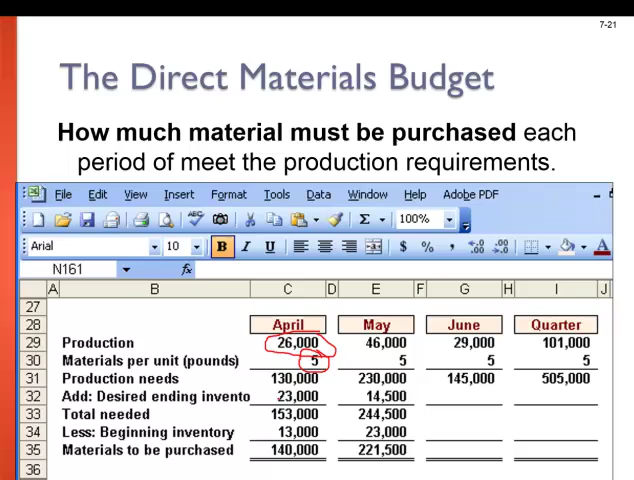 7-21
The Direct Materials Budget
How much material must be purchased each
period of meet the production requirements.
File Edit View Insert Format Tools Data Window Help Adobe PDF
ABC Σ 100%
Arial 10 B I U $ % ,
N161 fx
A B C D E F G H I J
27
28 April May June Quarter
29 Production 26,000 46,000 29,000 101,000
30 Materials per unit (pounds) 5 5 5 5
31 Production needs 130,000 230,000 145,000 505,000
32 Add: Desired ending invento 23,000 14,500
33 Total needed 153,000 244,500
34 Less: Beginning inventory 13,000 23,000
35 Materials to be purchased 140,000 221,500
36